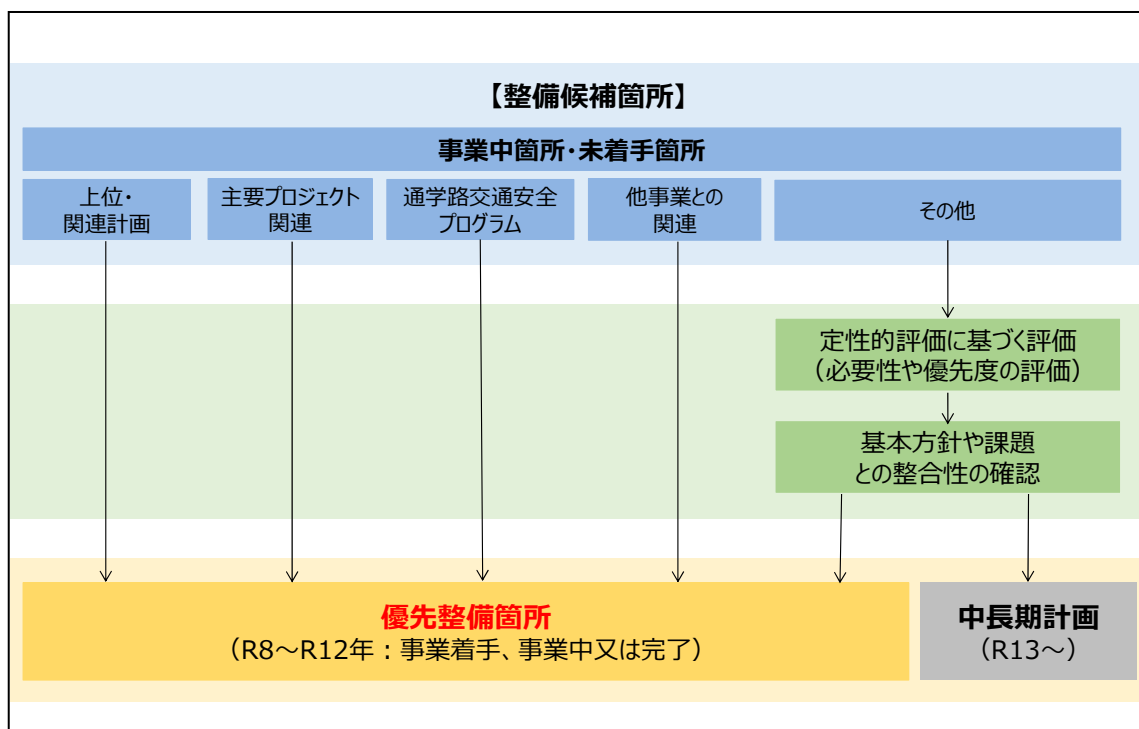 【整備候補箇所】
事業中箇所・未着手箇所
上位・
関連計画
主要プロジェクト
関連
通学路交通安全
プログラム
他事業との
関連
その他
定性的評価に基づく評価
（必要性や優先度の評価）
基本方針や課題
との整合性の確認
優先整備箇所
（R8～R12年：事業着手、事業中又は完了）
中長期計画
（R13～）